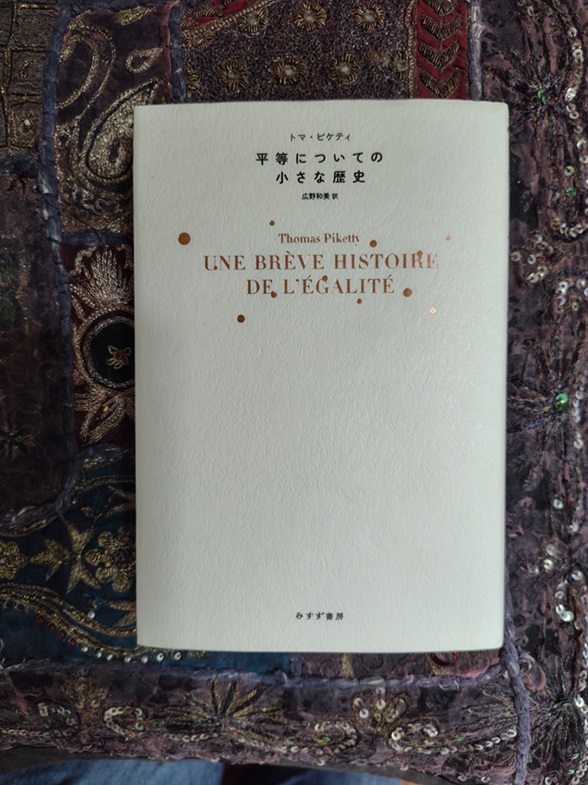 トマ・ピケティ
平等についての
小さな歴史
広野和美 訳
Thomas Piketty
UNE BRÈVE HISTOIRE
DE L'ÉGALITÉ
みすず書房